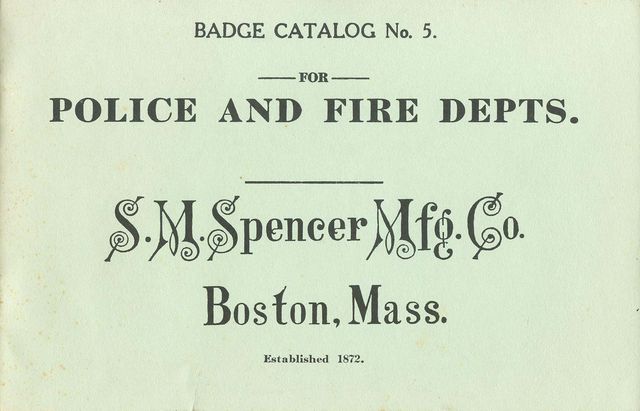 BADGE CATALOG No. 5.
FOR
POLICE AND FIRE DEPTS.
S. M. Spencer Mfg. Co.
Boston, Mass.
Established 1872.